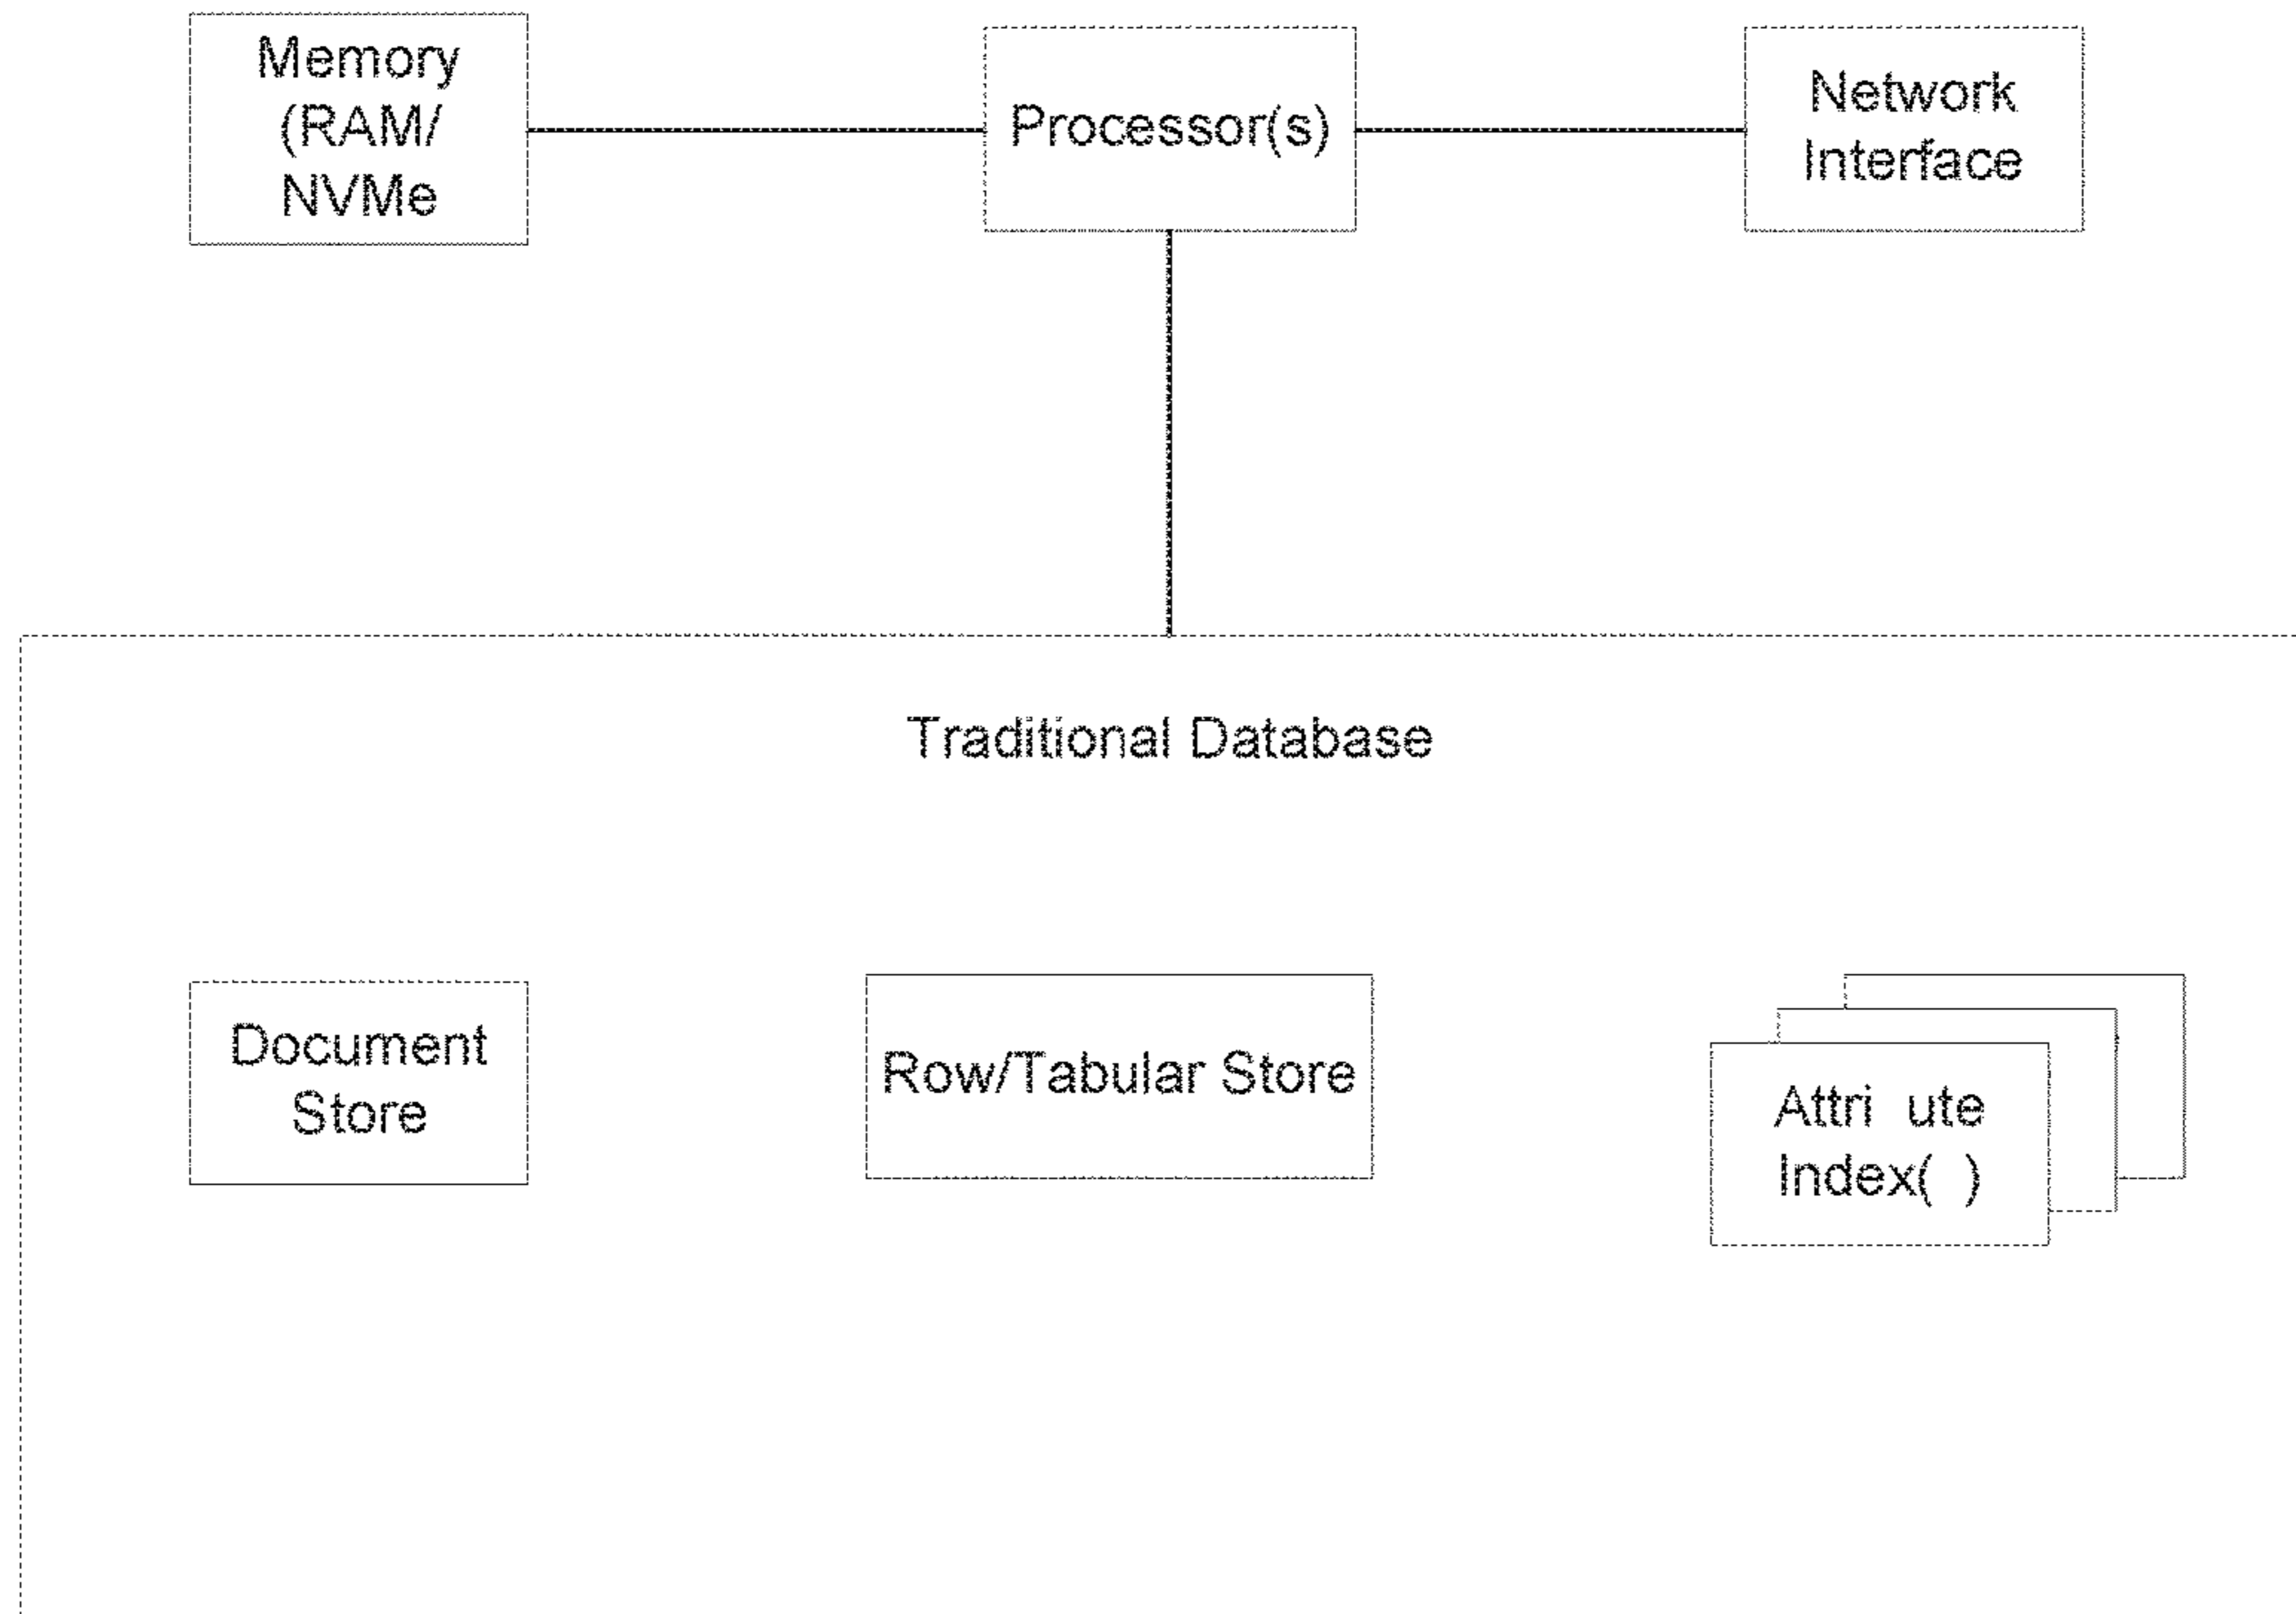 Memory
(RAM/
NVMe
Processor(s)
Network
Interface
Traditional Database
Document
Store
Row/Tabular Store
Attri ute
Index( )